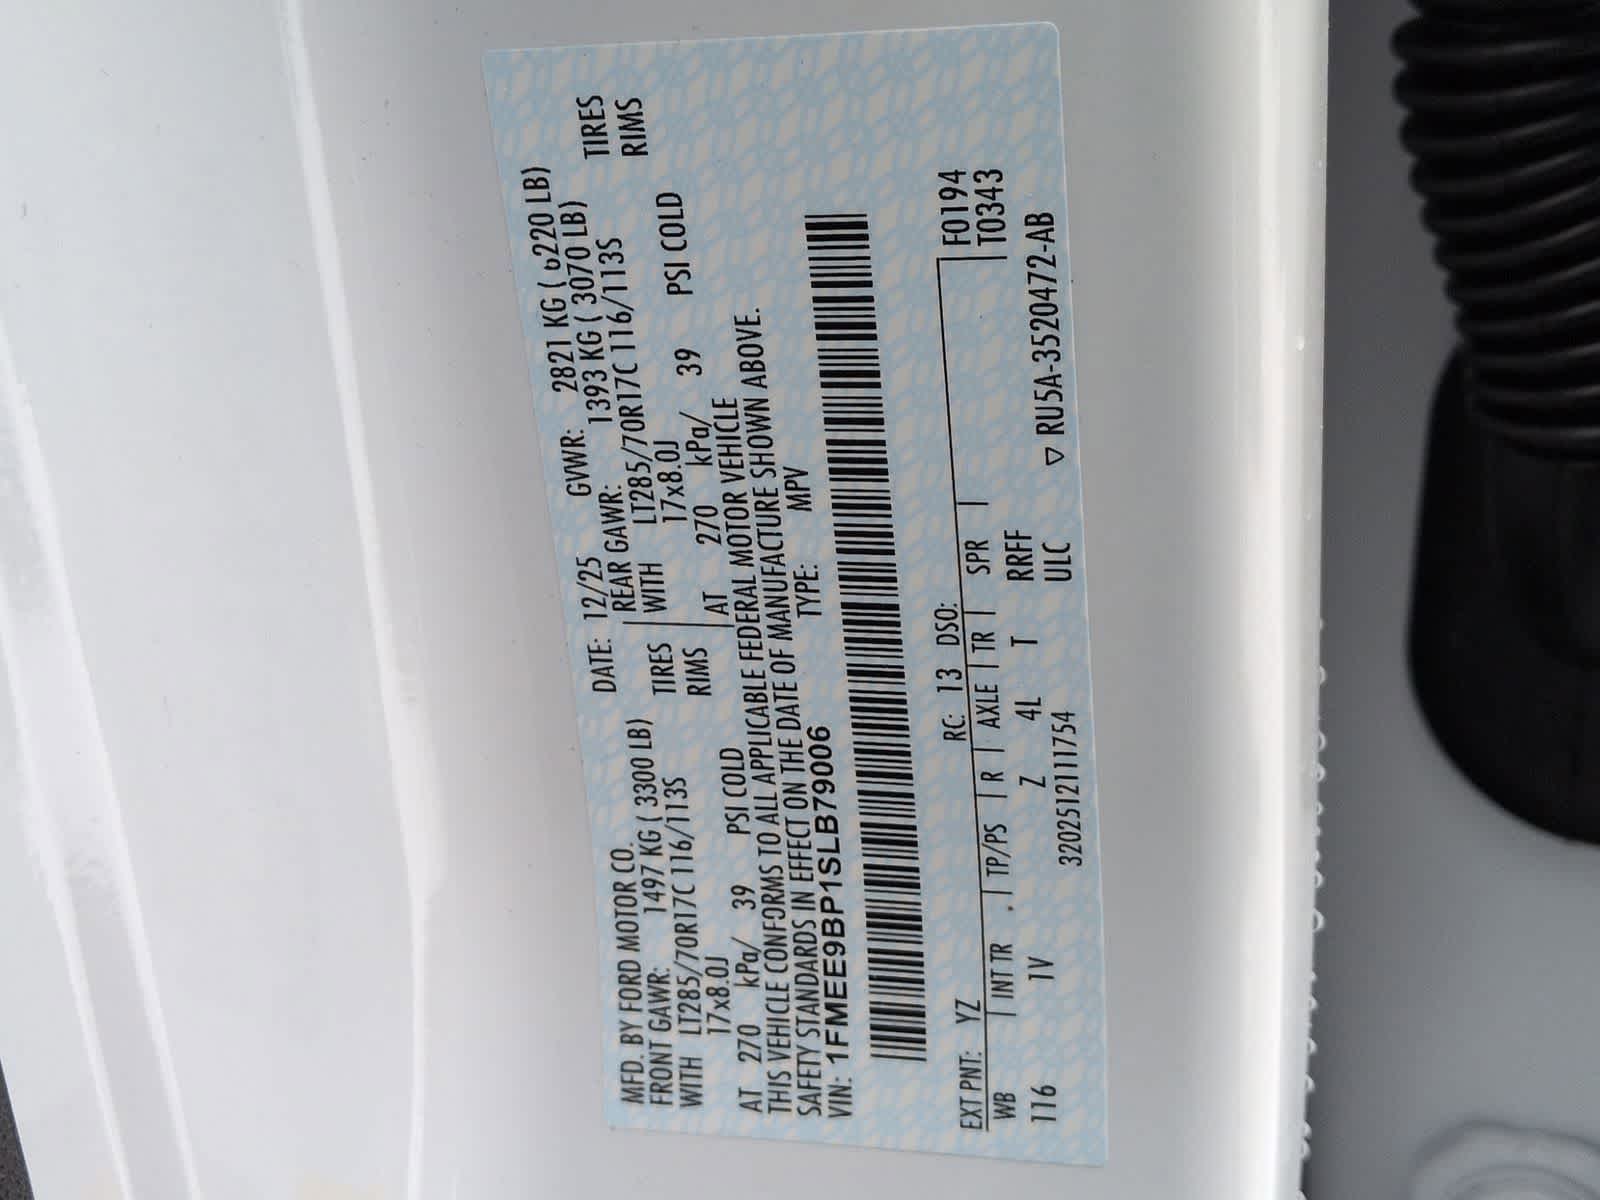 MFD. BY FORD MOTOR CO.
DATE: 12/25 GVWR: 2821 KG ( 6220 LB)
FRONT GAWR: 1497 KG ( 3300 LB) REAR GAWR: 1393 KG ( 3070 LB)
WITH LT285/70R17C 116/113S TIRES WITH LT285/70R17C 116/113S TIRES
17x8.0J RIMS 17x8.0J RIMS
AT 270 kPa/ 39 PSI COLD AT 270 kPa/ 39 PSI COLD
THIS VEHICLE CONFORMS TO ALL APPLICABLE FEDERAL MOTOR VEHICLE
SAFETY STANDARDS IN EFFECT ON THE DATE OF MANUFACTURE SHOWN ABOVE.
VIN: 1FMEE9BP1SLB79006 TYPE: MPV
EXT PNT: YZ RC: 13 DSO: F0194
WB INT TR . TP/PS R AXLE TR SPR T0343
116 1V Z 4L T RRFF
ULC ▽ RU5A-3520472-AB
320251211​1754